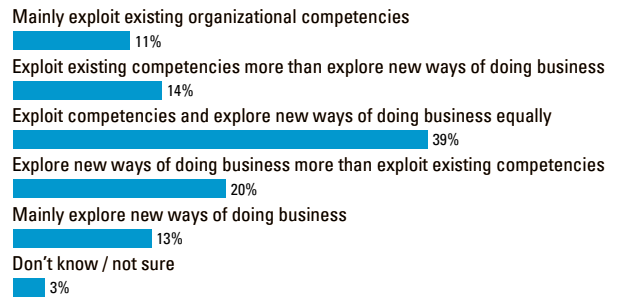 Mainly exploit existing organizational competencies
11%
Exploit existing competencies more than explore new ways of doing business
14%
Exploit competencies and explore new ways of doing business equally
39%
Explore new ways of doing business more than exploit existing competencies
20%
Mainly explore new ways of doing business
13%
Don’t know / not sure
3%